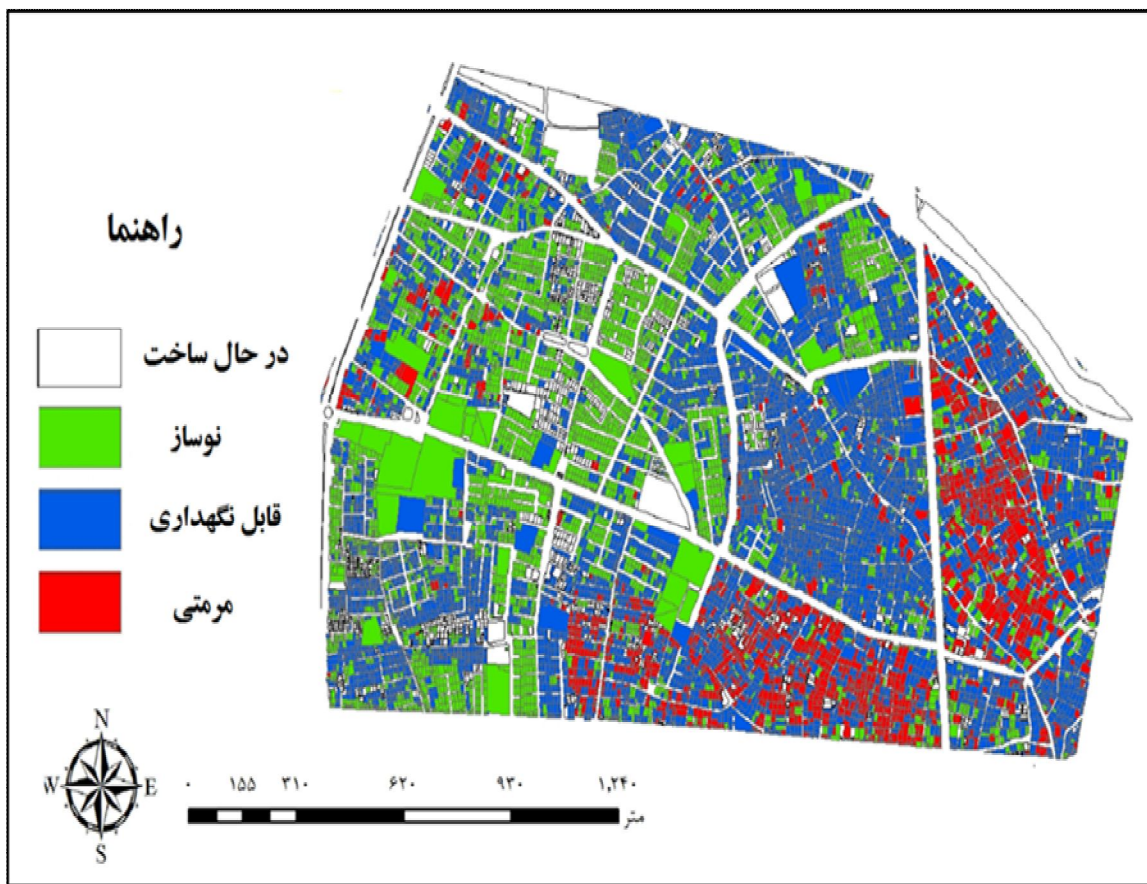 راهنما
در حال ساخت
نوساز
قابل نگهداری
مرمتی
N
W E
S
۰ ۱۵۵ ۳۱۰ ۶۲۰ ۹۳۰ ۱,۲۴۰
متر